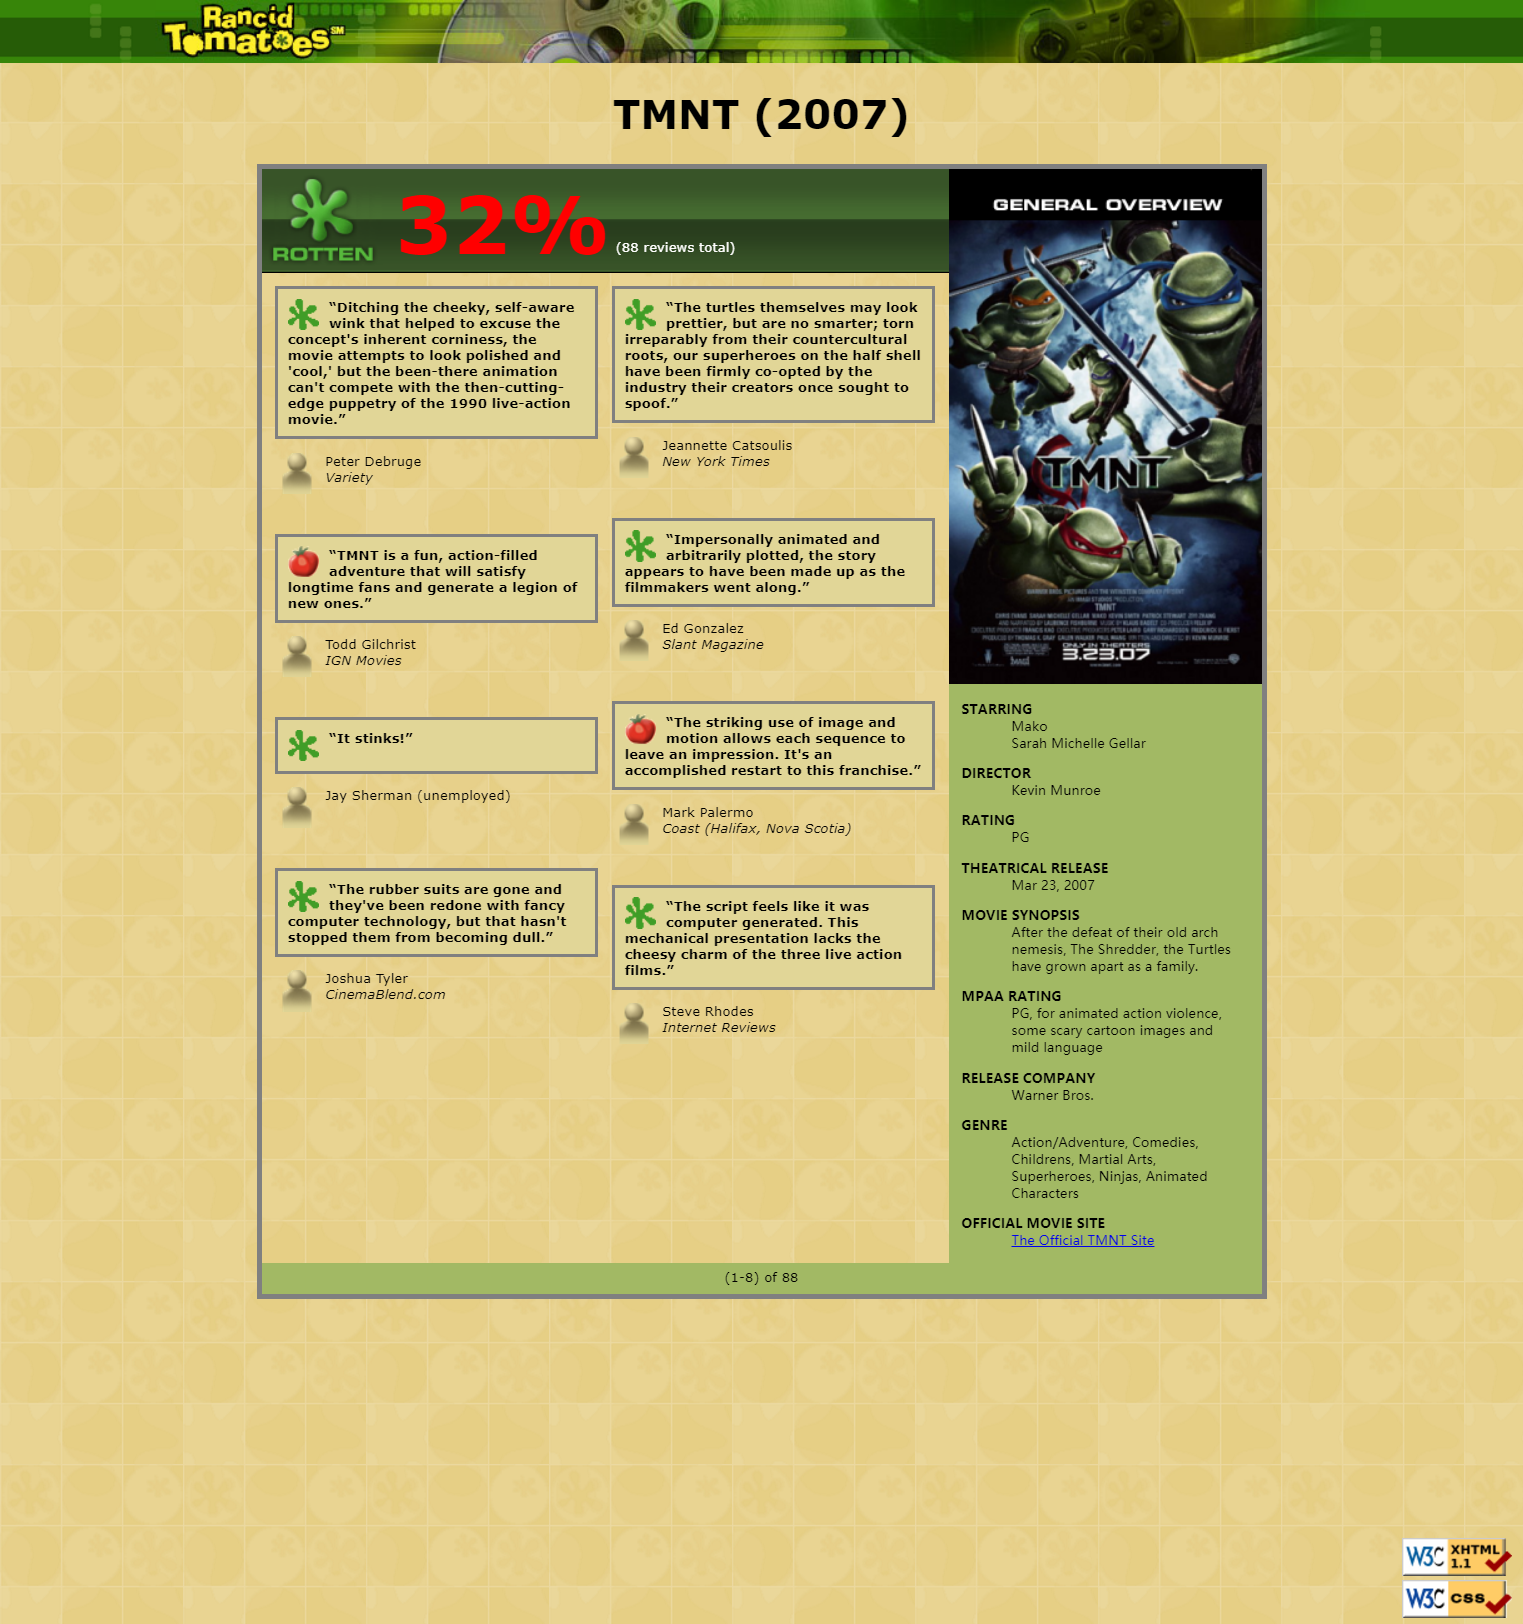 Rancid
Tomatoes SM
TMNT (2007)
ROTTEN
32% (88 reviews total)
“Ditching the cheeky, self-aware
wink that helped to excuse the
concept's inherent corniness, the
movie attempts to look polished and
'cool,' but the been-there animation
can't compete with the then-cutting-
edge puppetry of the 1990 live-action
movie.”
Peter Debruge
Variety
“TMNT is a fun, action-filled
adventure that will satisfy
longtime fans and generate a legion of
new ones.”
Todd Gilchrist
IGN Movies
“It stinks!”
Jay Sherman (unemployed)
“The rubber suits are gone and
they've been redone with fancy
computer technology, but that hasn't
stopped them from becoming dull.”
Joshua Tyler
CinemaBlend.com
“The turtles themselves may look
prettier, but are no smarter; torn
irreparably from their countercultural
roots, our superheroes on the half shell
have been firmly co-opted by the
industry their creators once sought to
spoof.”
Jeannette Catsoulis
New York Times
“Impersonally animated and
arbitrarily plotted, the story
appears to have been made up as the
filmmakers went along.”
Ed Gonzalez
Slant Magazine
“The striking use of image and
motion allows each sequence to
leave an impression. It's an
accomplished restart to this franchise.”
Mark Palermo
Coast (Halifax, Nova Scotia)
“The script feels like it was
computer generated. This
mechanical presentation lacks the
cheesy charm of the three live action
films.”
Steve Rhodes
Internet Reviews
GENERAL OVERVIEW
TMNT
TMNT
ONLY IN THEATERS
3.23.07
STARRING
Mako
Sarah Michelle Gellar
DIRECTOR
Kevin Munroe
RATING
PG
THEATRICAL RELEASE
Mar 23, 2007
MOVIE SYNOPSIS
After the defeat of their old arch
nemesis, The Shredder, the Turtles
have grown apart as a family.
MPAA RATING
PG, for animated action violence,
some scary cartoon images and
mild language
RELEASE COMPANY
Warner Bros.
GENRE
Action/Adventure, Comedies,
Childrens, Martial Arts,
Superheroes, Ninjas, Animated
Characters
OFFICIAL MOVIE SITE
The Official TMNT Site
(1-8) of 88
W3C XHTML
1.1
W3C CSS